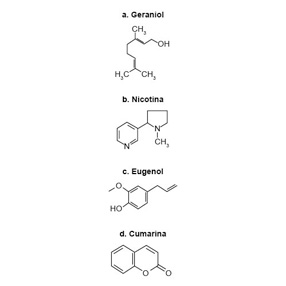 a. Geraniol
CH3
OH
H3C CH3
b. Nicotina
N
N
CH3
c. Eugenol
O
HO
d. Cumarina
O O